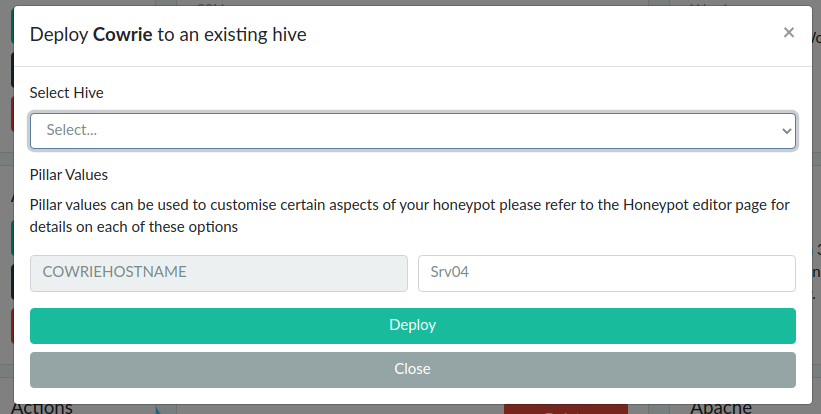 Deploy Cowrie to an existing hive ×
Select Hive
Select...
Pillar Values
Pillar values can be used to customise certain aspects of your honeypot please refer to the Honeypot editor page for
details on each of these options
COWRIEHOSTNAME Srv04
Deploy
Close
Actions Apache